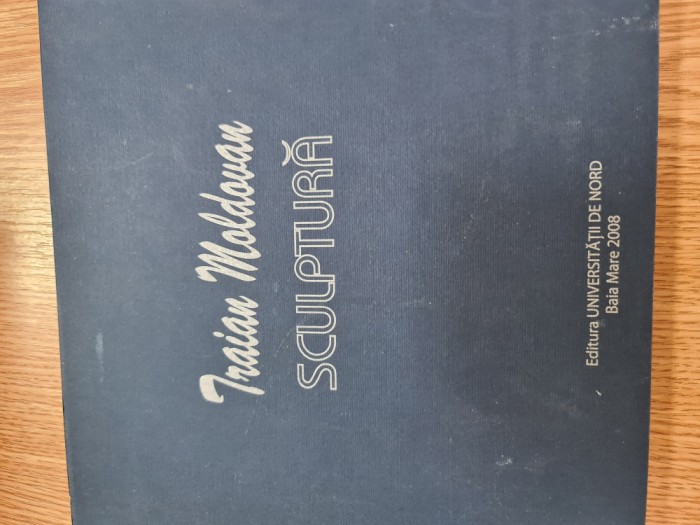 Traian Moldovan
SCULPTURĂ
Editura UNIVERSITĂȚII DE NORD
Baia Mare 2008